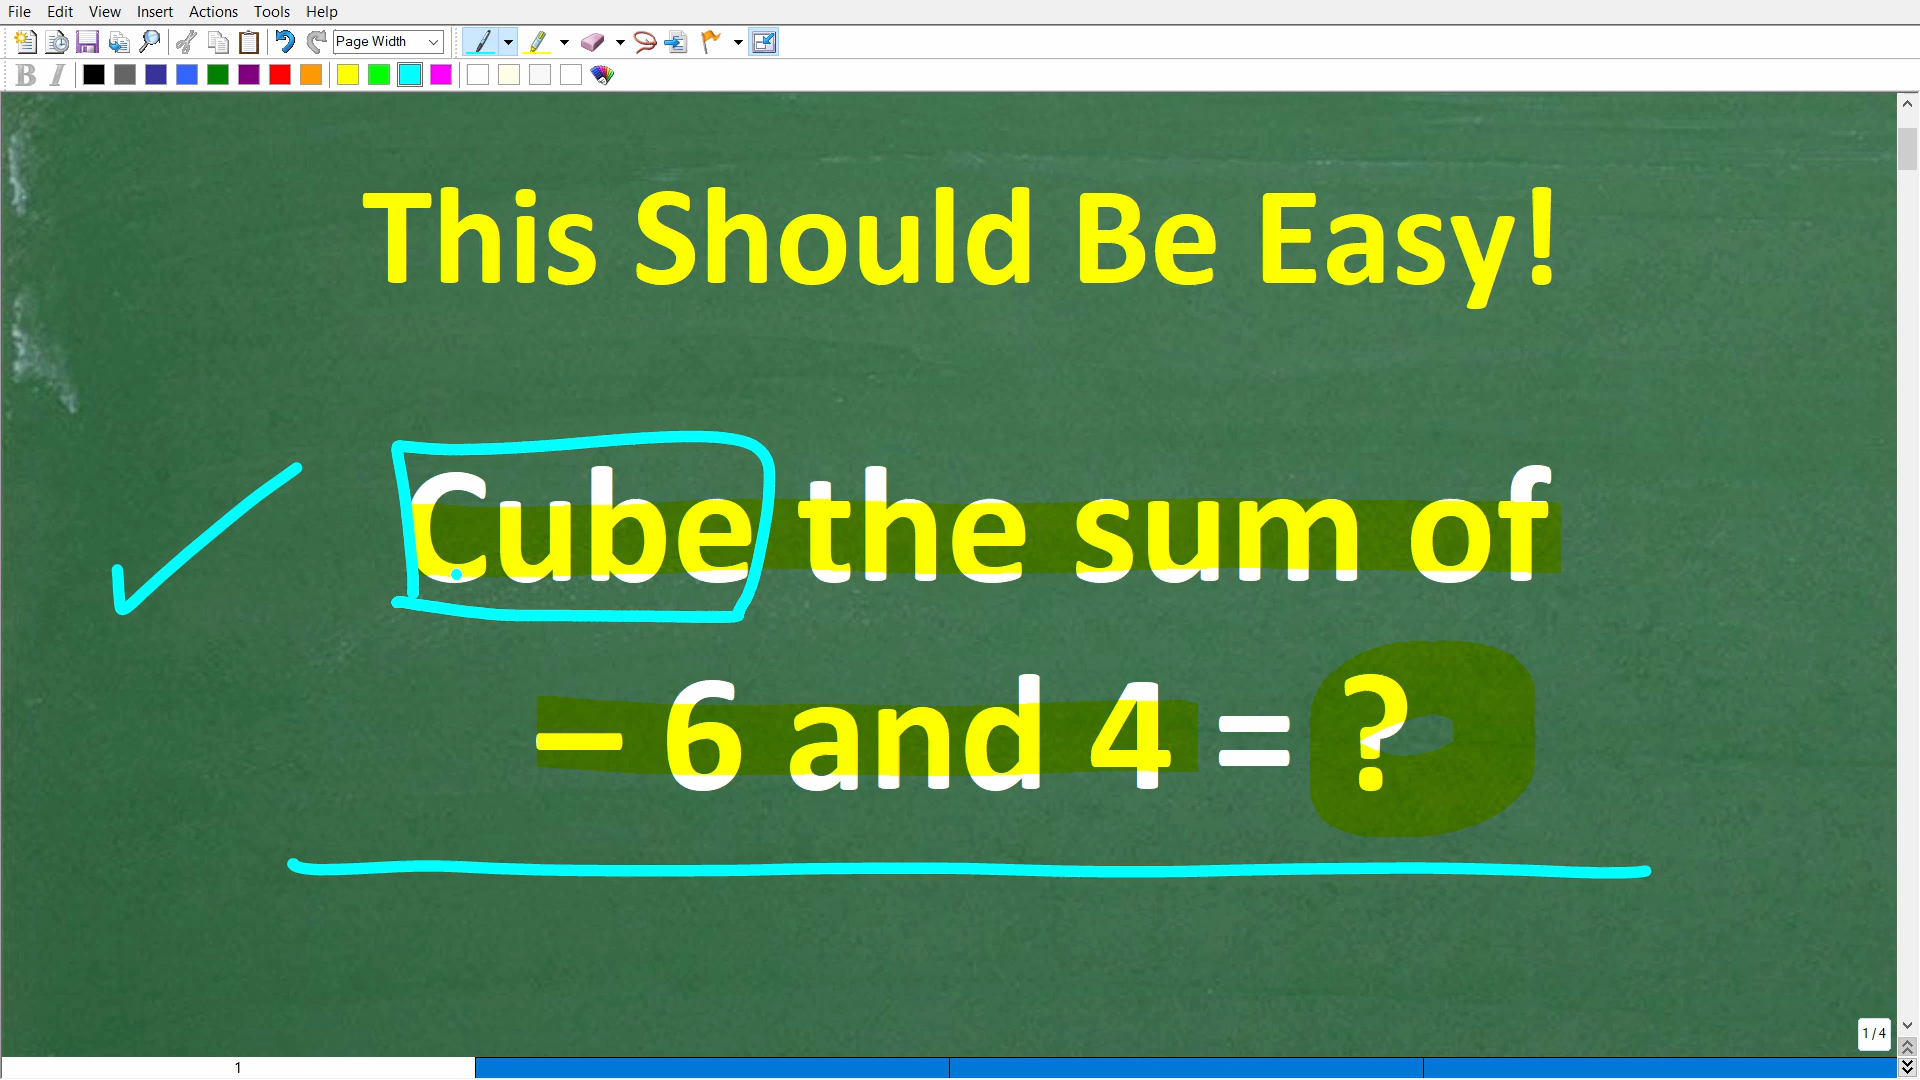 File Edit View Insert Actions Tools Help
Page Width
B I
This Should Be Easy!
Cube the sum of
– 6 and 4 = ?
1 / 4
1